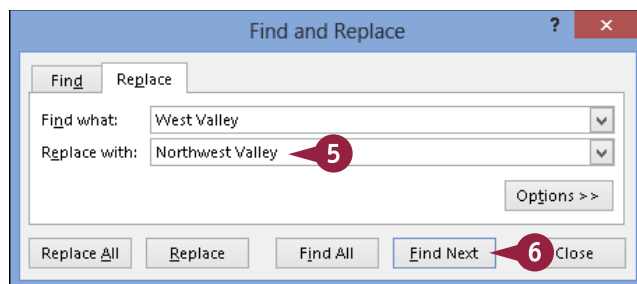 Find and Replace ? ×
Find Replace
Find what: West Valley
Replace with: Northwest Valley 5
Options >>
Replace All Replace Find All Find Next 6 Close